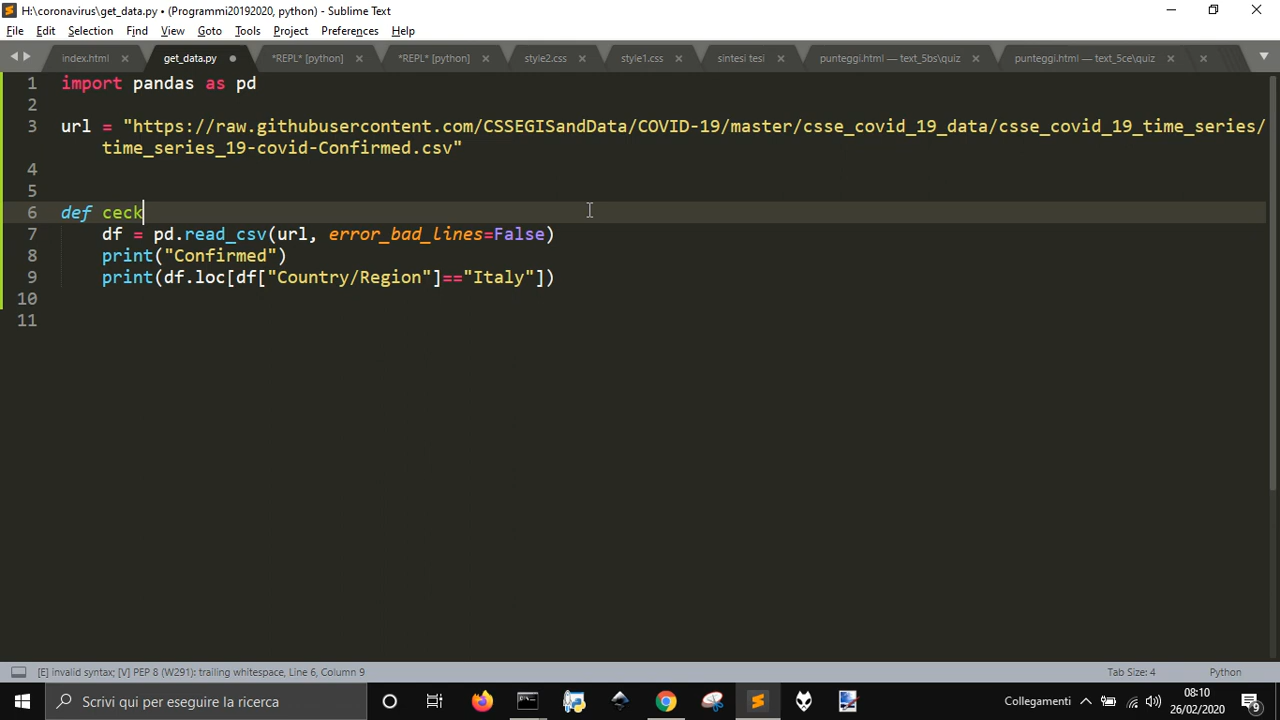 H:\coronavirus\get_data.py • (Programmi20192020, python) - Sublime Text
File Edit Selection Find View Goto Tools Project Preferences Help
index.html × get_data.py *REPL* [python] × *REPL* [python] × style2.css × style1.css × sintesi tesi × punteggi.html — text_5bs\quiz × punteggi.html — text_5ce\quiz × ×
1 import pandas as pd
2
3 url = "https://raw.githubusercontent.com/CSSEGISandData/COVID-19/master/csse_covid_19_data/csse_covid_19_time_series/
time_series_19-covid-Confirmed.csv"
4
5
6 def ceck
7 df = pd.read_csv(url, error_bad_lines=False)
8 print("Confirmed")
9 print(df.loc[df["Country/Region"]=="Italy"])
10
11
[E] invalid syntax; [V] PEP 8 (W291): trailing whitespace, Line 6, Column 9 Tab Size: 4 Python
Scrivi qui per eseguire la ricerca Collegamenti 08:10
26/02/2020 9